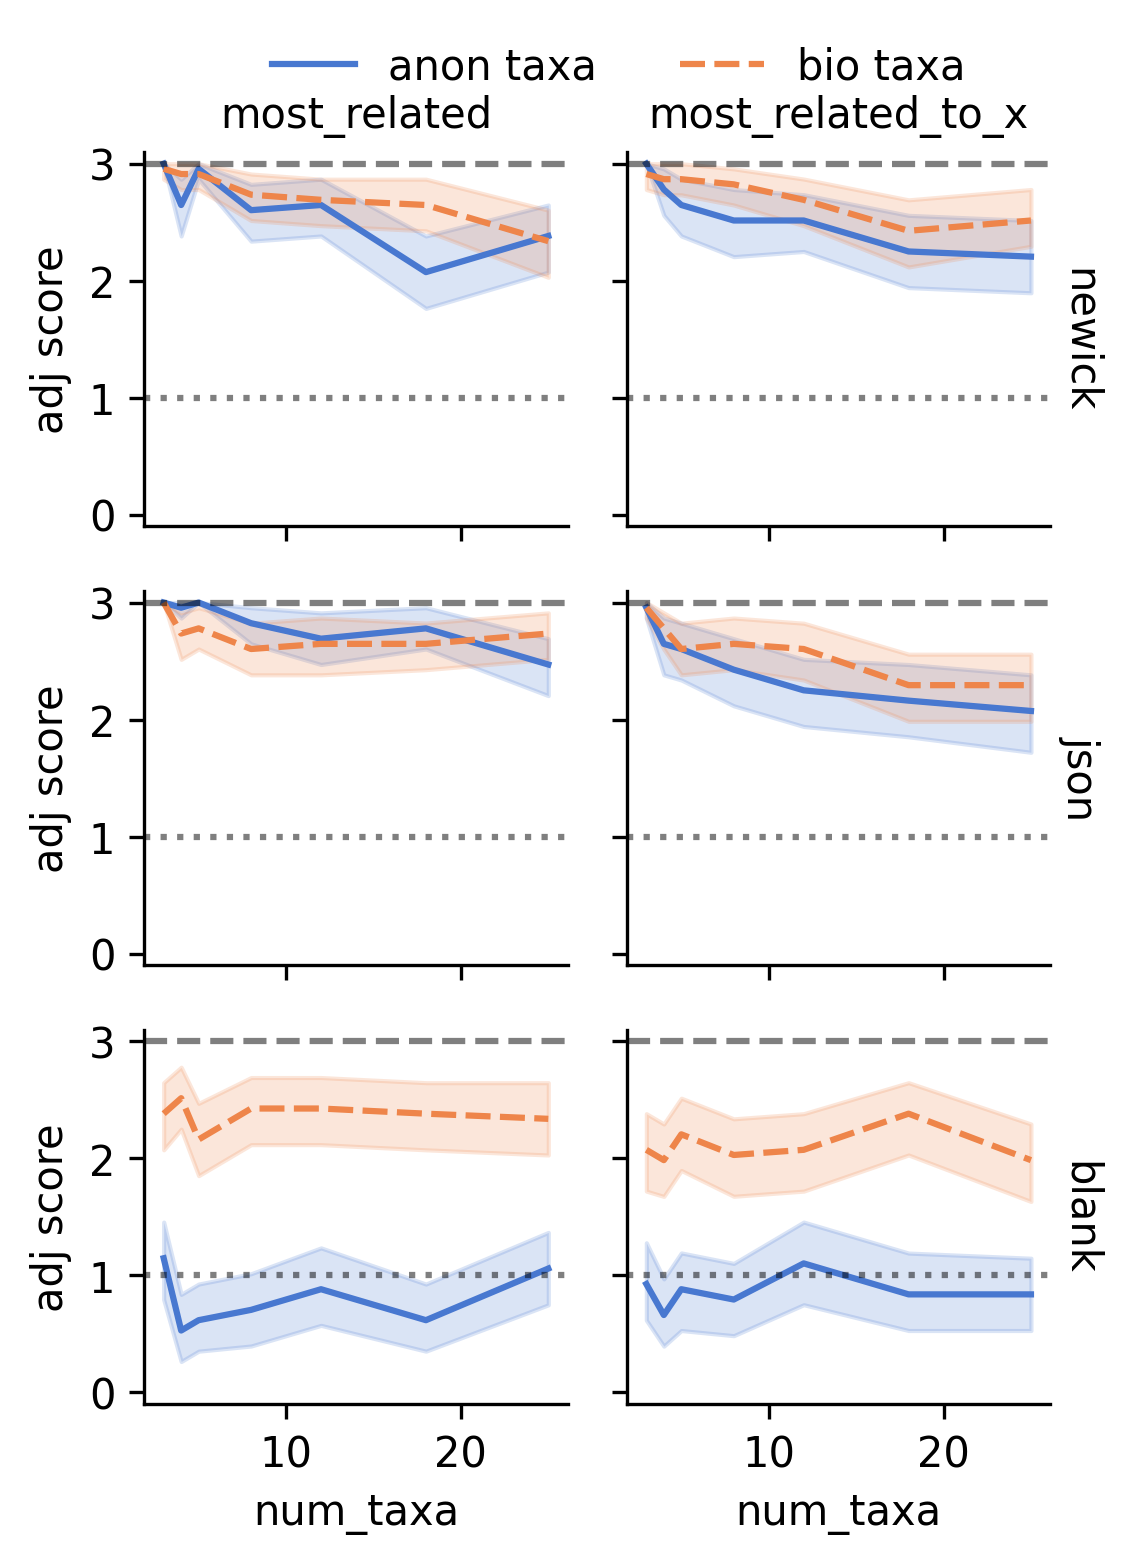 anon taxa bio taxa
most_related most_related_to_x
3
2
1
0
adj score
newick
3
2
1
0
adj score
json
3
2
1
0
adj score
blank
10 20 10 20
num_taxa num_taxa